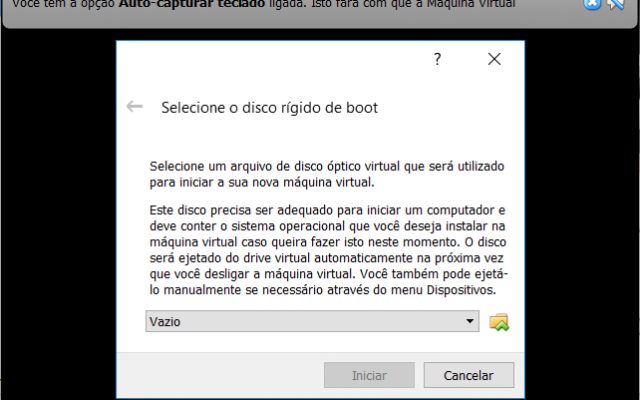 Você tem a opção Auto-capturar teclado ligada. Isto fará com que a Máquina Virtual
?
Selecione o disco rígido de boot
Selecione um arquivo de disco óptico virtual que será utilizado
para iniciar a sua nova máquina virtual.
Este disco precisa ser adequado para iniciar um computador e
deve conter o sistema operacional que você deseja instalar na
máquina virtual caso queira fazer isto neste momento. O disco
será ejetado do drive virtual automaticamente na próxima vez
que você desligar a máquina virtual. Você também pode ejetá-
lo manualmente se necessário através do menu Dispositivos.
Vazio
Iniciar
Cancelar